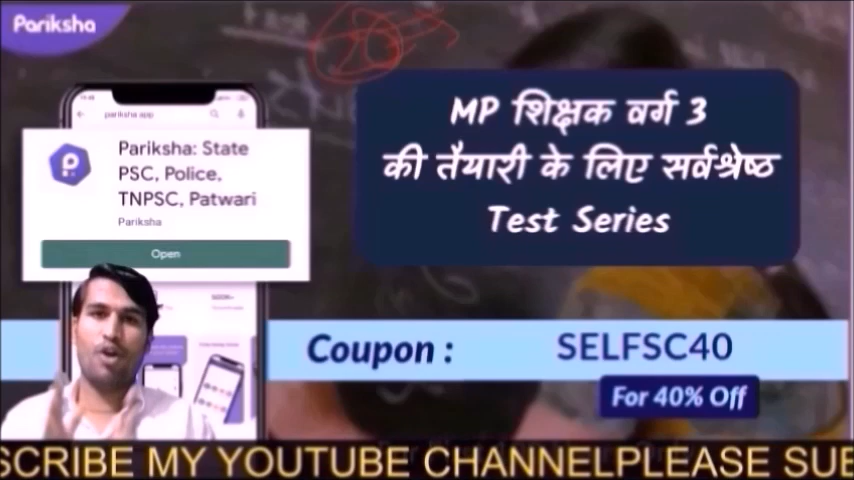 Pariksha
pariksha app
Pariksha: State
PSC, Police,
TNPSC, Patwari
Pariksha
Open
MP शिक्षक वर्ग 3
की तैयारी के लिए सर्वश्रेष्ठ
Test Series
Coupon : SELFSC40
For 40% Off
SCRIBE MY YOUTUBE CHANNELPLEASE SUB